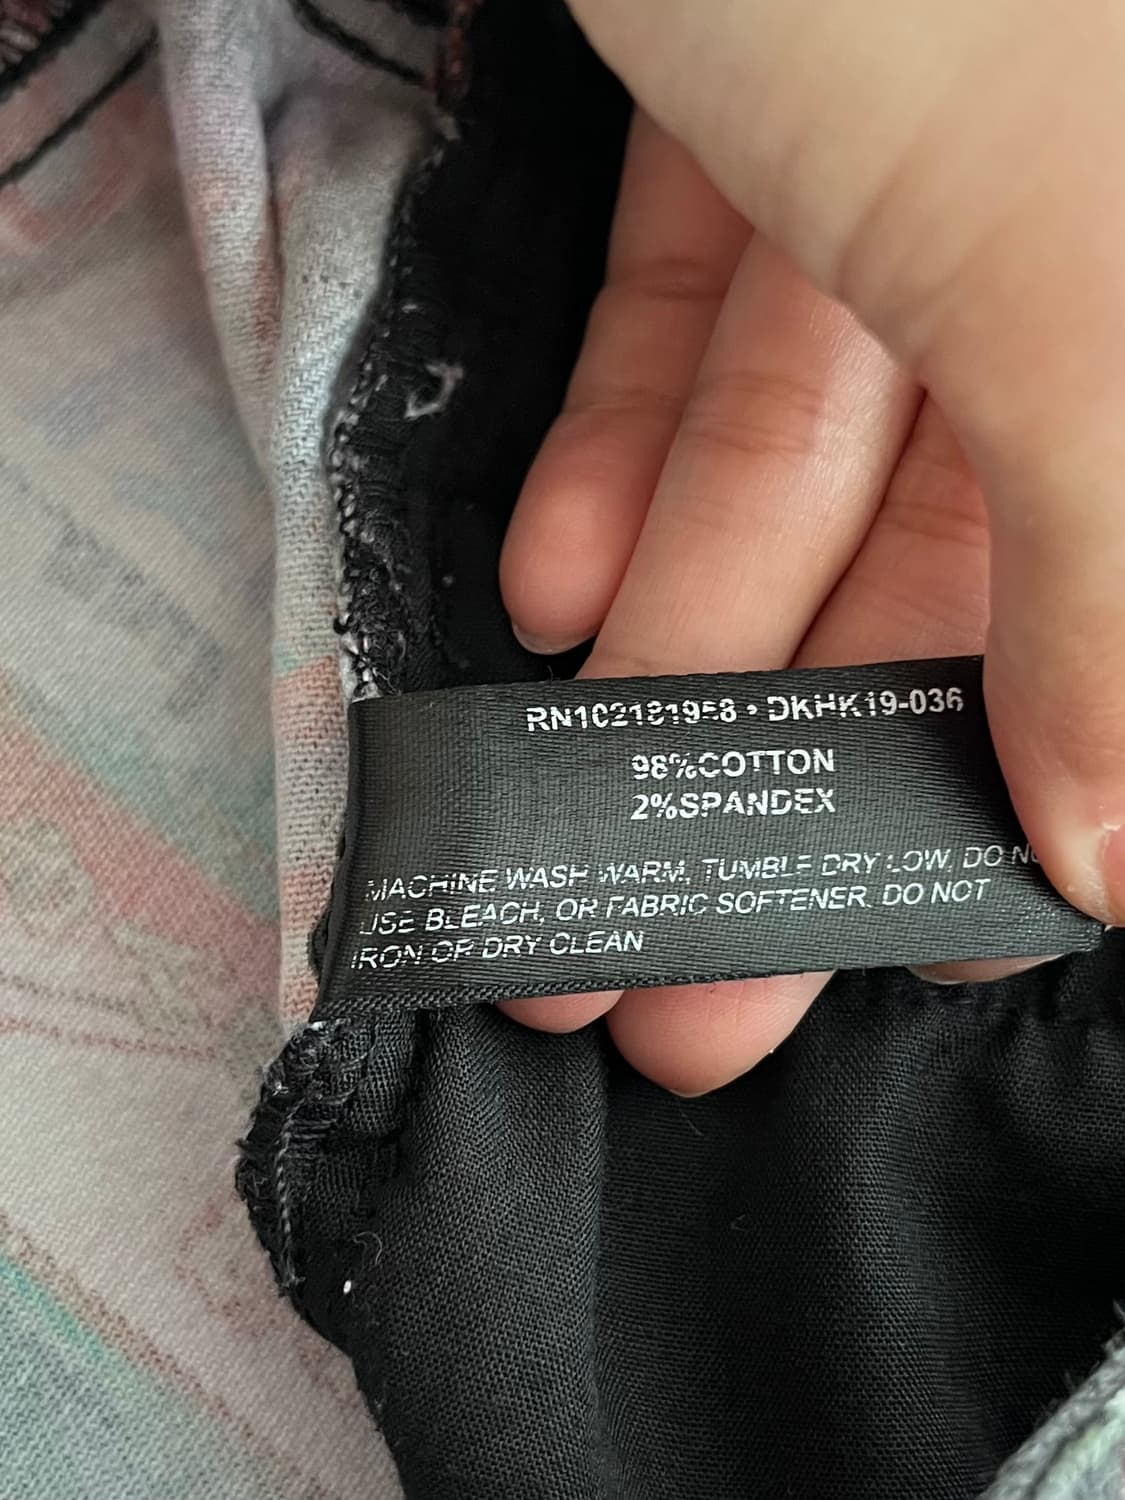 RN102181958 • DKHK19-036
98%COTTON
2%SPANDEX
MACHINE WASH WARM, TUMBLE DRY LOW, DO
USE BLEACH, OR FABRIC SOFTENER. DO NOT
IRON OR DRY CLEAN